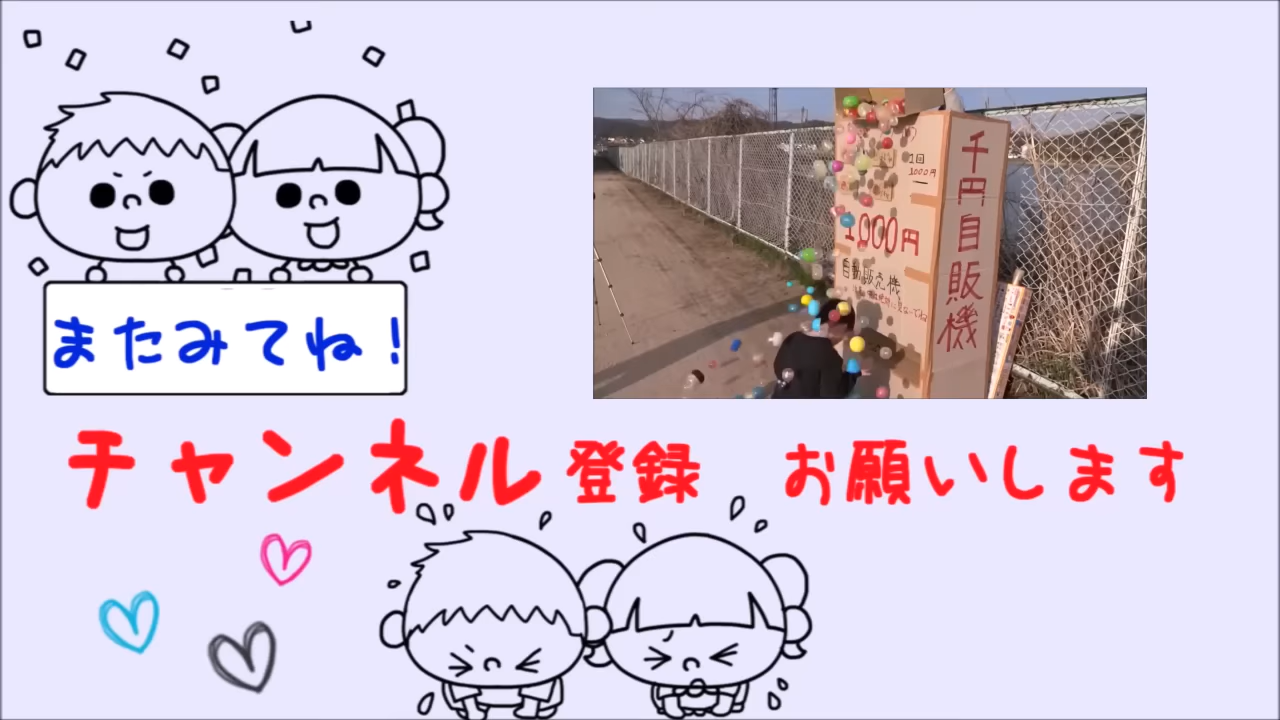 またみてね！
1回
1000円
1000円
自動販売機
千円自販機
チャンネル登録 お願いします